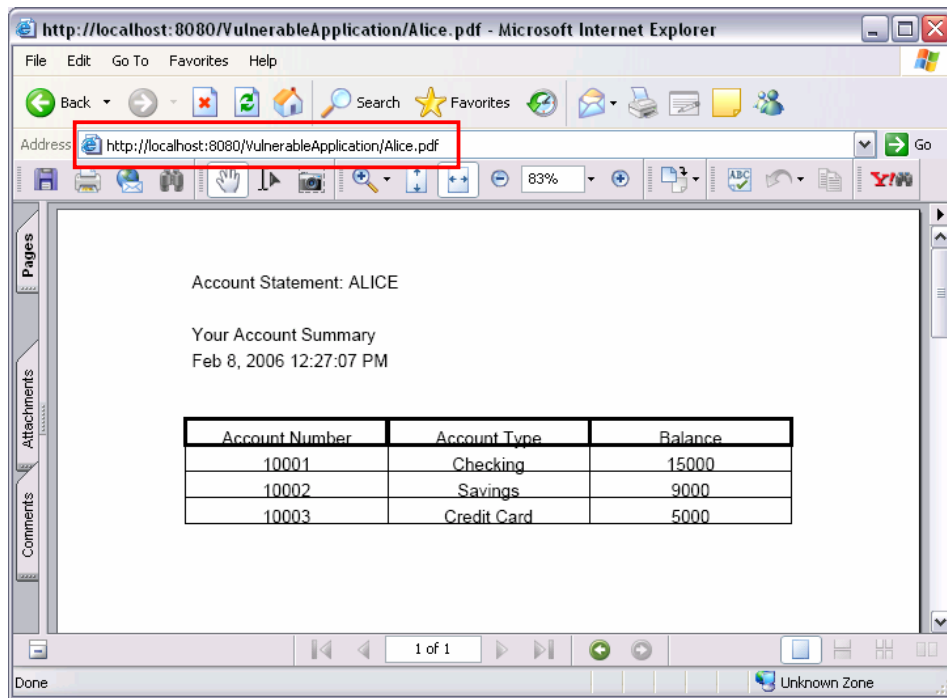 http://localhost:8080/VulnerableApplication/Alice.pdf - Microsoft Internet Explorer
File Edit Go To Favorites Help
Back Search Favorites
Address http://localhost:8080/VulnerableApplication/Alice.pdf Go
83% ABC Y!
Pages
Attachments
Comments
Account Statement: ALICE
Your Account Summary
Feb 8, 2006 12:27:07 PM
Account Number Account Type Balance
10001 Checking 15000
10002 Savings 9000
10003 Credit Card 5000
1 of 1
Done Unknown Zone